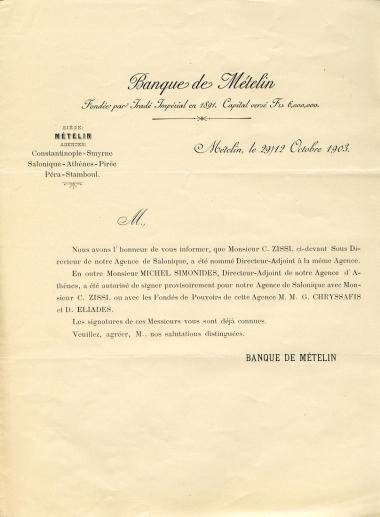 Banque de Métélin
Fondée par Iradé Impérial en 1891. Capital versé Frs 6,000,000.
SIÈGE:
MÉTELIN
AGENCES:
Constantinople-Smyrne
Salonique-Athènes-Pirée
Péra-Stamboul.
Métélin, le 29/12 Octobre 1903.
M.,
Nous avons l'honneur de vous informer, que Monsieur C. ZISSI. ci-devant Sous Di-
recteur de notre Agence de Salonique, a été nommé Directeur-Adjoint à la même Agence.
En outre Monsieur MICHEL SIMONIDES, Directeur-Adjoint de notre Agence d'A-
thènes, a été autorisé de signer provisoirement pour notre Agence de Salonique avec Mon-
sieur C. ZISSI. ou avec les Fondés de Pouvoirs de cette Agence M. M. G. CHRYSSAFIS
et D. ELIADES.
Les signatures de ces Messieurs vous sont déjà connues.
Veuillez, agréer, M.. nos salutations distinguées.
BANQUE DE MÉTELIN